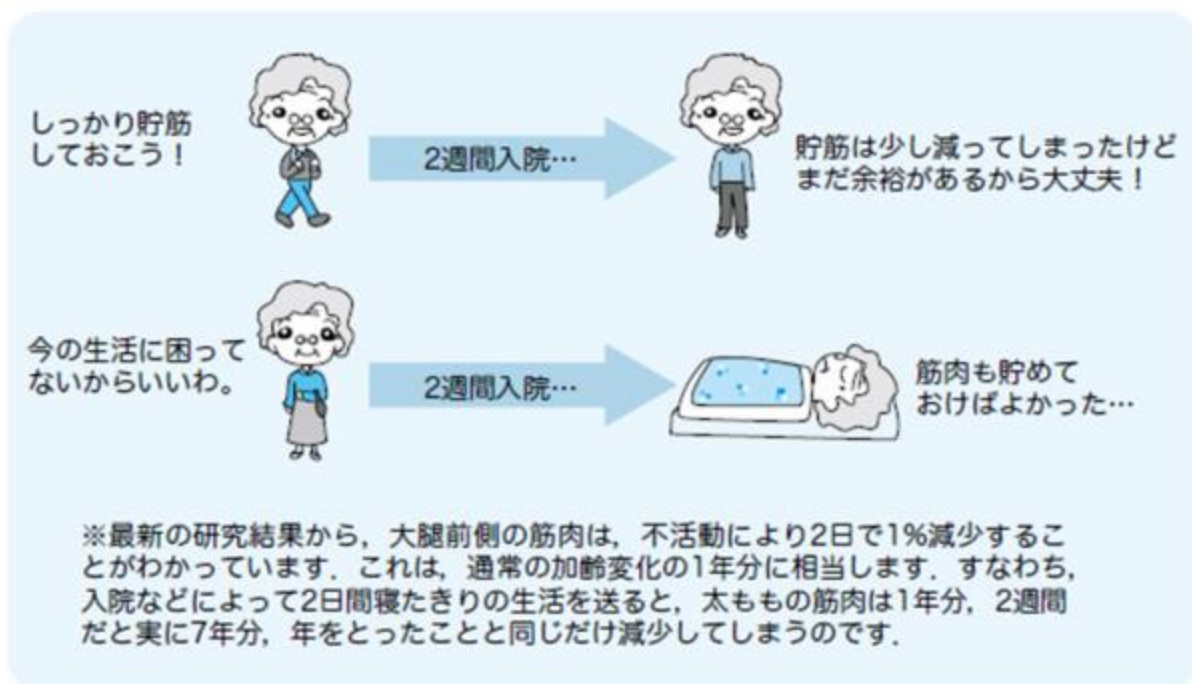 しっかり貯筋
しておこう！
2週間入院…
貯筋は少し減ってしまったけど
まだ余裕があるから大丈夫！
今の生活に困って
ないからいいわ。
2週間入院…
筋肉も貯めて
おけばよかった…
※最新の研究結果から，大腿前側の筋肉は，不活動により2日で1%減少するこ
とがわかっています．これは，通常の加齢変化の1年分に相当します．すなわち，
入院などによって2日間寝たきりの生活を送ると，太ももの筋肉は1年分，2週間
だと実に7年分，年をとったことと同じだけ減少してしまうのです．